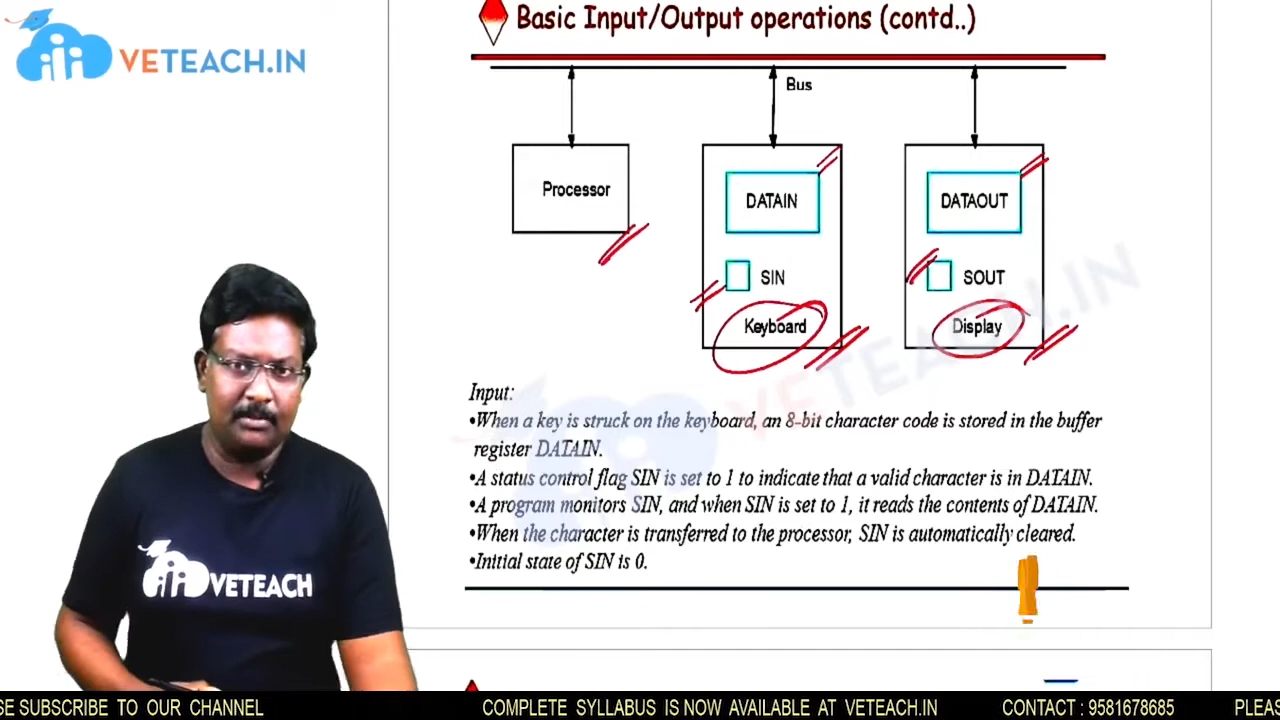 Basic Input/Output operations (contd..)
VETEACH.IN
Bus
Processor
DATAIN
DATAOUT
SIN
SOUT
Keyboard
Display
VETEACH.IN
Input:
•When a key is struck on the keyboard, an 8-bit character code is stored in the buffer
register DATAIN.
•A status control flag SIN is set to 1 to indicate that a valid character is in DATAIN.
•A program monitors SIN, and when SIN is set to 1, it reads the contents of DATAIN.
•When the character is transferred to the processor, SIN is automatically cleared.
•Initial state of SIN is 0.
VETEACH
SE SUBSCRIBE TO OUR CHANNEL COMPLETE SYLLABUS IS NOW AVAILABLE AT VETEACH.IN CONTACT : 9581678685 PLEAS